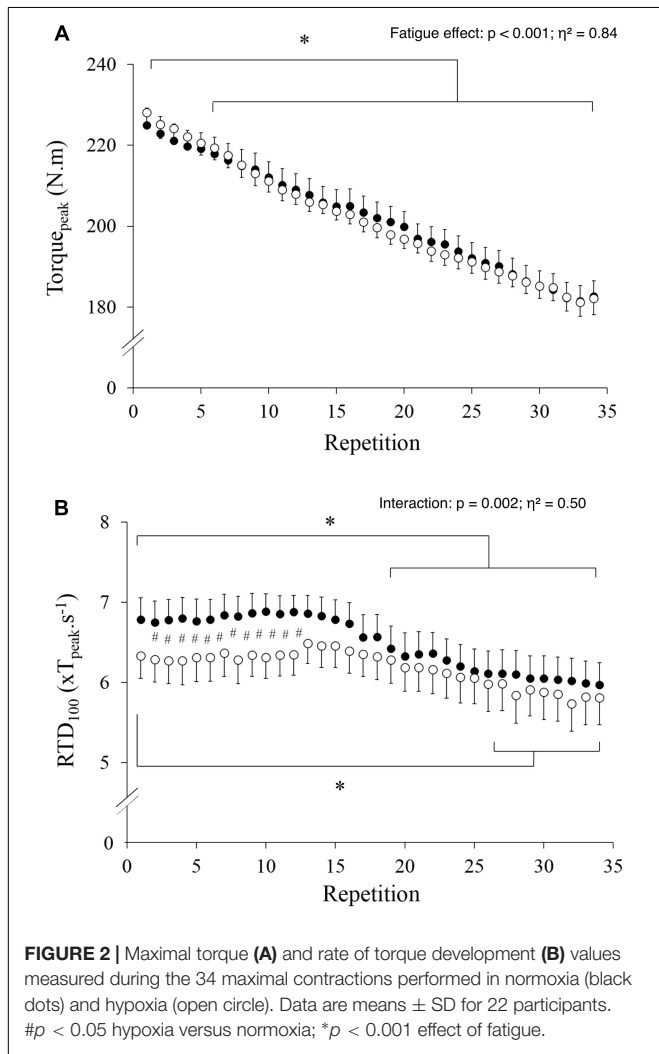 A
Fatigue effect: p < 0.001; η² = 0.84
*
240
220
200
180
0
Torque_peak (N.m)
0 5 10 15 20 25 30 35
Repetition
B
Interaction: p = 0.002; η² = 0.50
*
8
7
# # # # # # # # # # # #
6
5
0
RTD₁₀₀ (xT_peak.s⁻¹)
*
0 5 10 15 20 25 30 35
Repetition
FIGURE 2 | Maximal torque (A) and rate of torque development (B) values
measured during the 34 maximal contractions performed in normoxia (black
dots) and hypoxia (open circle). Data are means ± SD for 22 participants.
#p < 0.05 hypoxia versus normoxia; *p < 0.001 effect of fatigue.